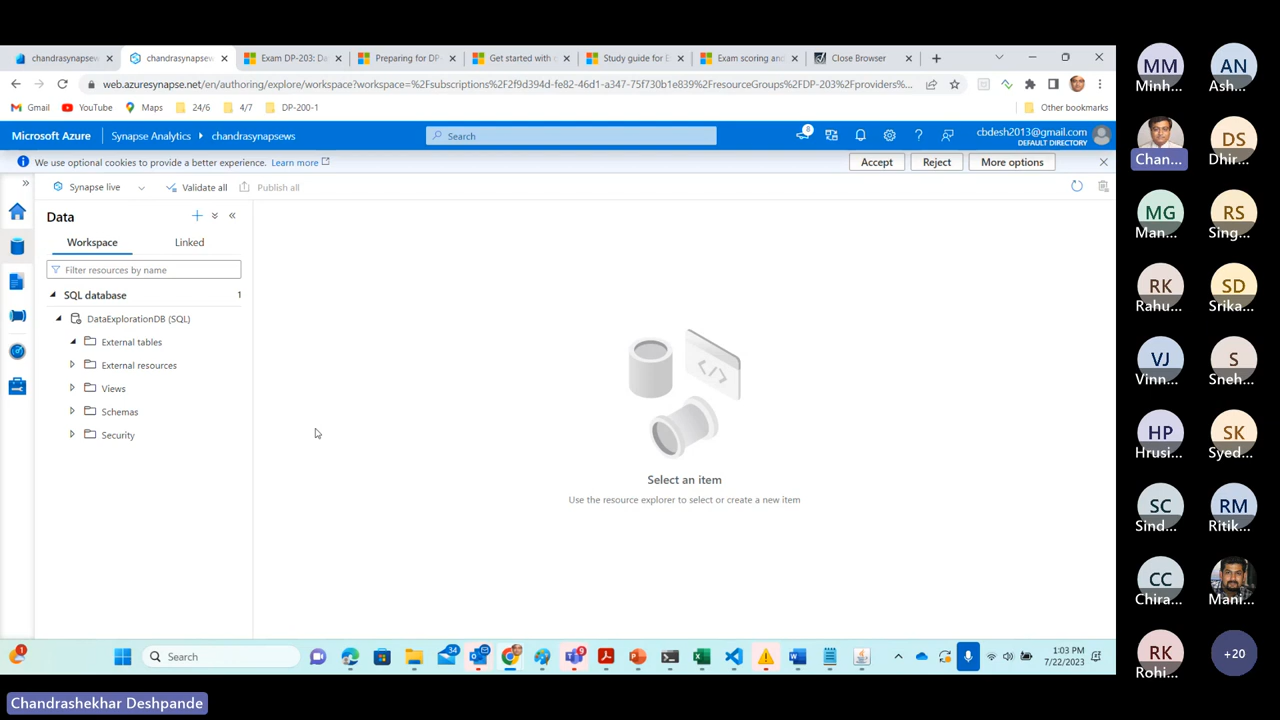 chandrasynapsew
chandrasynapsew
Exam DP-203: Da
Preparing for DP
Get started with a
Study guide for E
Exam scoring and
Close Browser
web.azuresynapse.net/en/authoring/explore/workspace?workspace=%2Fsubscriptions%2F2f9d394d-fe82-46d1-a347-75f730b1e839%2FresourceGroups%2FDP-203%2Fproviders%2...
Gmail
YouTube
Maps
24/6
4/7
DP-200-1
Other bookmarks
Microsoft Azure
Synapse Analytics
chandrasynapsews
Search
8
cbdesh2013@gmail.com
DEFAULT DIRECTORY
We use optional cookies to provide a better experience. Learn more
Accept
Reject
More options
Synapse live
Validate all
Publish all
Data
Workspace
Linked
Filter resources by name
SQL database
1
DataExplorationDB (SQL)
External tables
External resources
Views
Schemas
Security
Select an item
Use the resource explorer to select or create a new item
1
Search
34
9
1:03 PM
7/22/2023
MM
Minh...
AN
Ash...
Chan...
DS
Dhir...
MG
Man...
RS
Sing...
RK
Rahu...
SD
Srika...
VJ
Vinn...
S
Sneh...
HP
Hrusi...
SK
Syed...
SC
Sind...
RM
Ritik...
CC
Chira...
Mani...
RK
Rohi...
+20
Chandrashekhar Deshpande